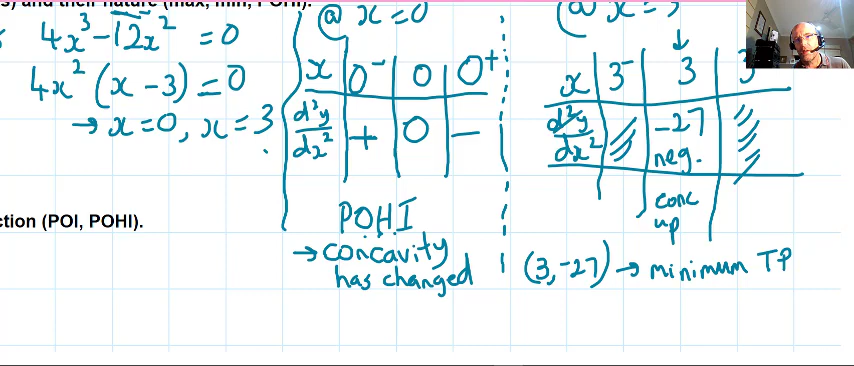 s) and their nature (max, min, POHI).
4x³ - 12x² = 0
4x² (x - 3) = 0
→ x = 0, x = 3
ction (POI, POHI).
@ x = 0
x | 0⁻ | 0 | 0⁺
d²y/dx² | + | 0 | -
POHI
→ concavity
has changed
@ x = 3
↓
x | 3⁻ | 3 | 3
d²y/dx² | | -27
neg.
conc
up
(3, -27) → minimum TP